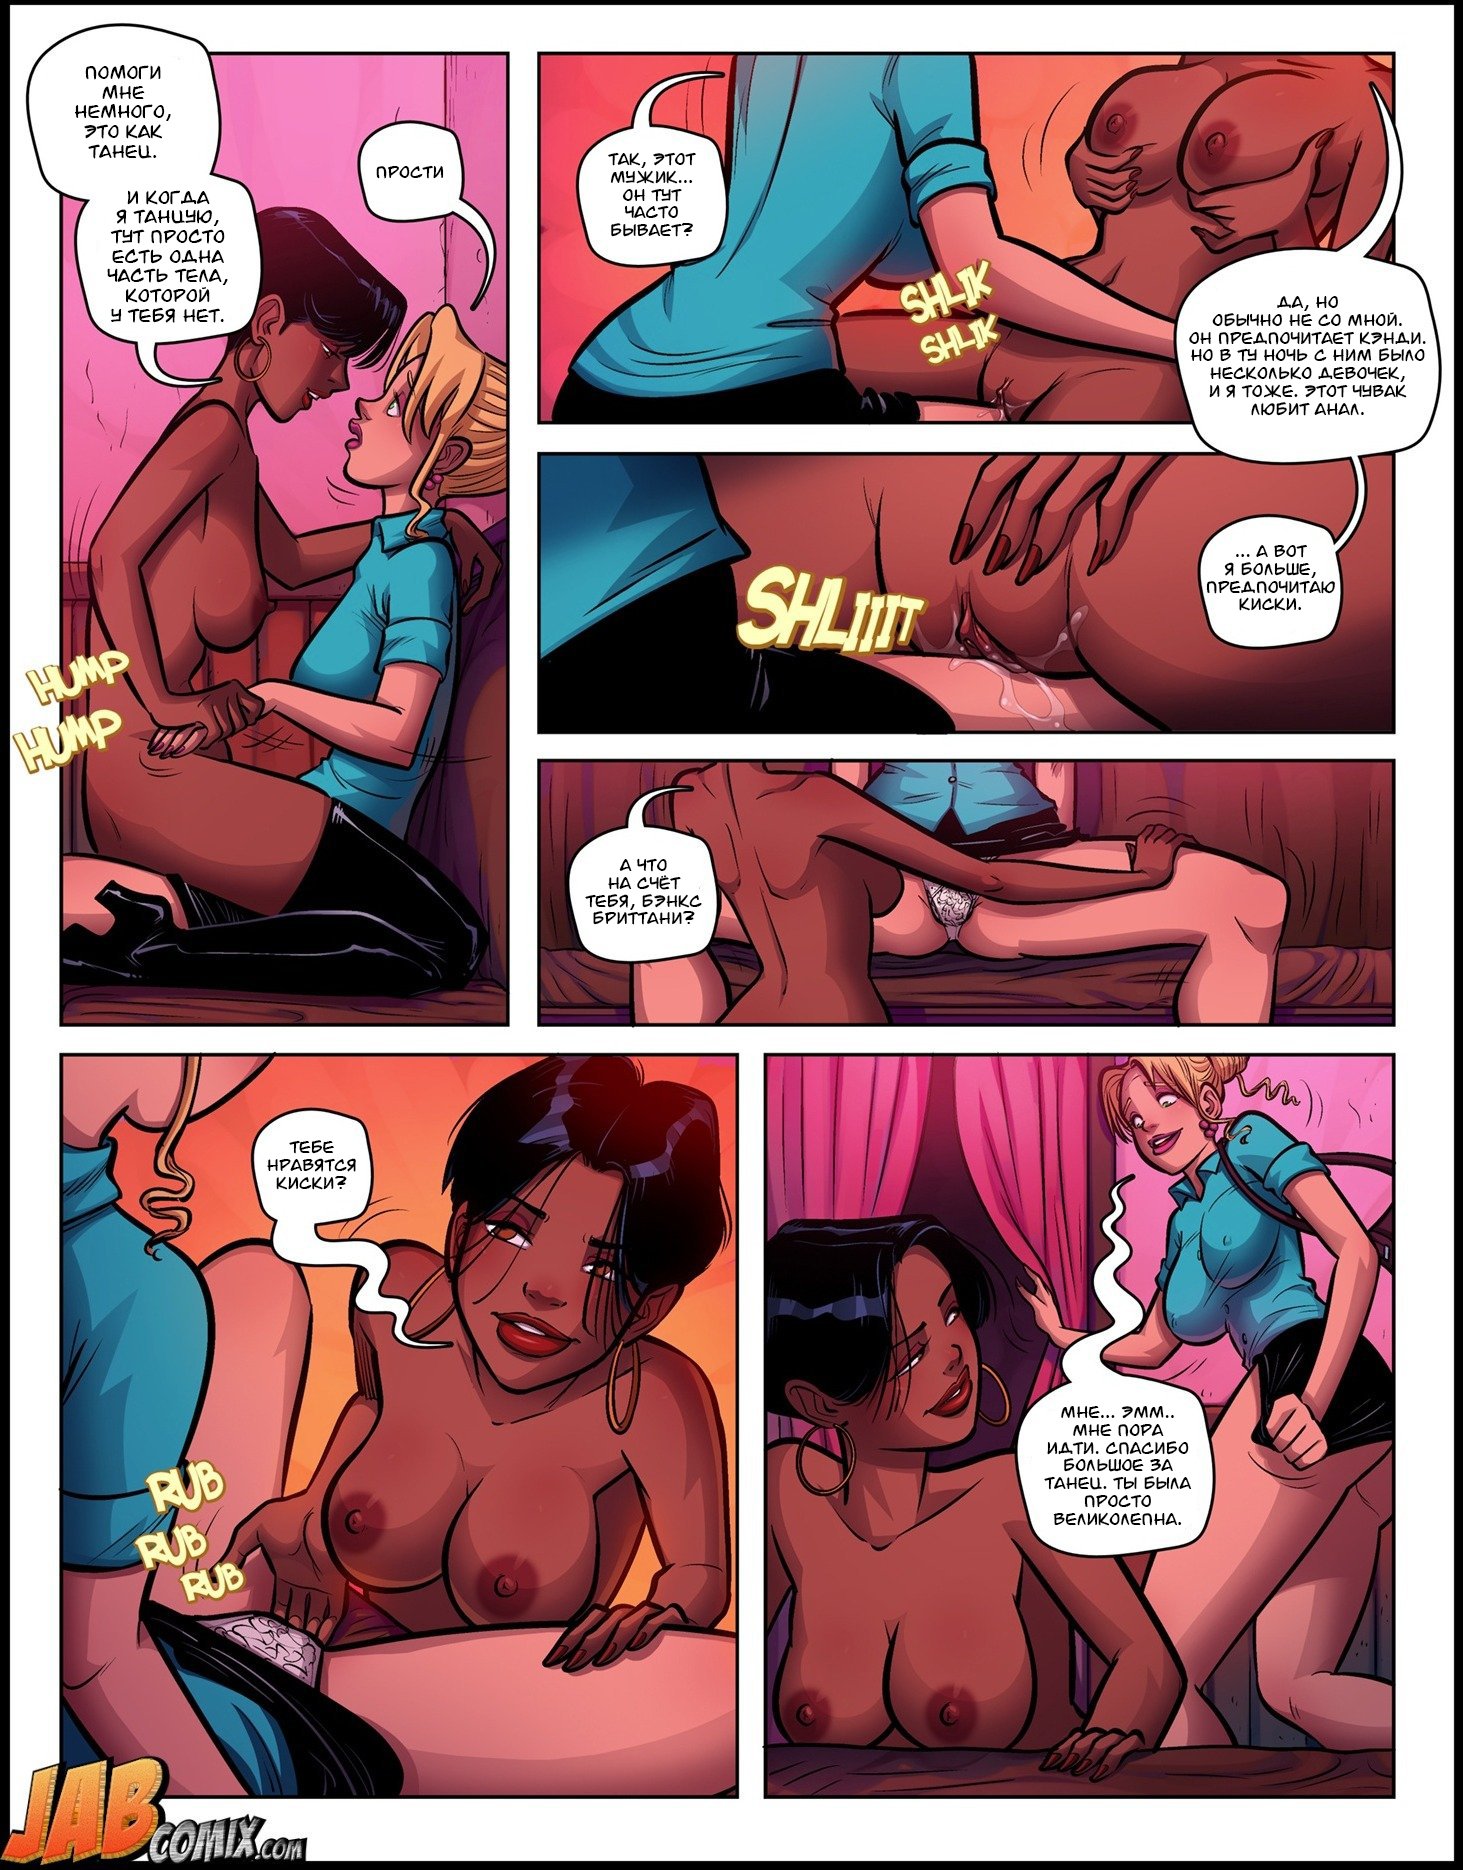 ПОМОГИ
МНЕ
НЕМНОГО,
ЭТО КАК
ТАНЕЦ.
И КОГДА
Я ТАНЦУЮ,
ТУТ ПРОСТО
ЕСТЬ ОДНА
ЧАСТЬ ТЕЛА,
КОТОРОЙ
У ТЕБЯ НЕТ.
ПРОСТИ
HUMP
HUMP
ТАК, ЭТОТ
МУЖИК...
ОН ТУТ
ЧАСТО
БЫВАЕТ?
SHLIK
SHLIK
ДА, НО
ОБЫЧНО НЕ СО МНОЙ.
ОН ПРЕДПОЧИТАЕТ КЭНДИ.
НО В ТУ НОЧЬ С НИМ БЫЛО
НЕСКОЛЬКО ДЕВОЧЕК,
И Я ТОЖЕ. ЭТОТ ЧУВАК
ЛЮБИТ АНАЛ.
... А ВОТ
Я БОЛЬШЕ,
ПРЕДПОЧИТАЮ
КИСКИ.
SHLIIIT
А ЧТО
НА СЧЁТ
ТЕБЯ, БЭНКС
БРИТТАНИ?
ТЕБЕ
НРАВЯТСЯ
КИСКИ?
RUB
RUB
RUB
МНЕ... ЭММ..
МНЕ ПОРА
ИДТИ. СПАСИБО
БОЛЬШОЕ ЗА
ТАНЕЦ. ТЫ БЫЛА
ПРОСТО
ВЕЛИКОЛЕПНА.
JAB
COMIX.com